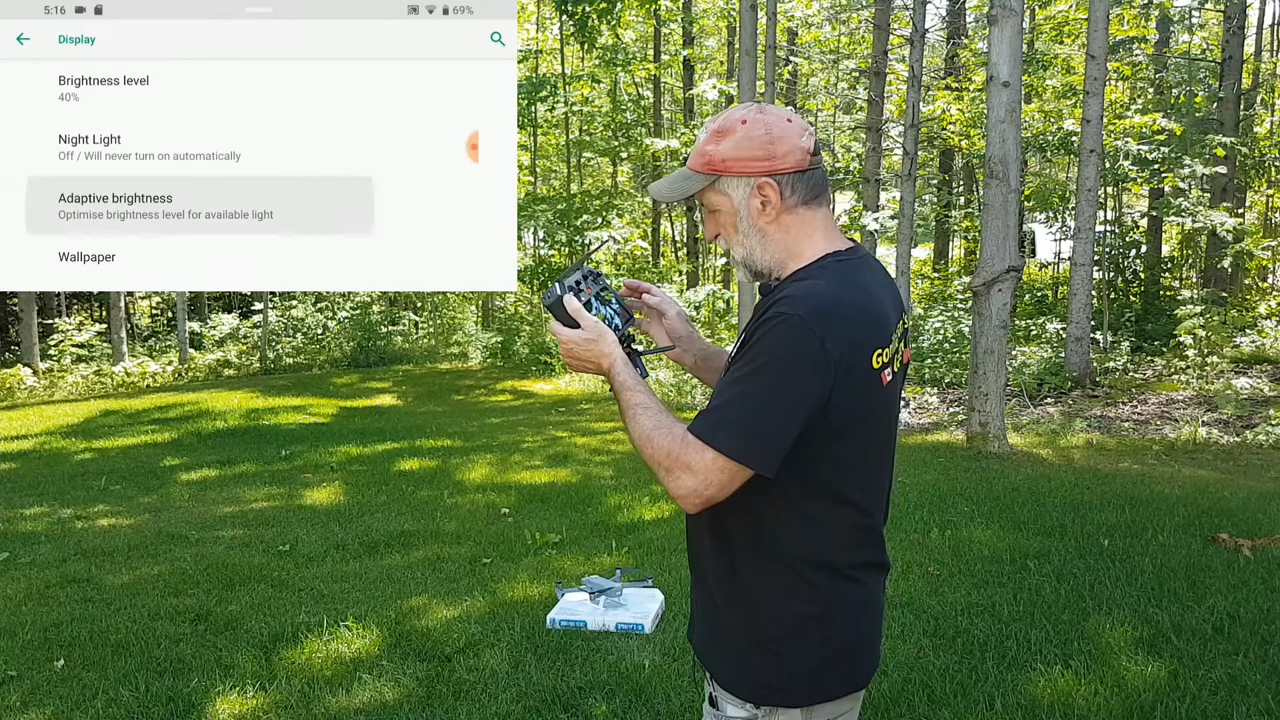 5:16
69%
Display
Brightness level
40%
Night Light
Off / Will never turn on automatically
Adaptive brightness
Optimise brightness level for available light
Wallpaper